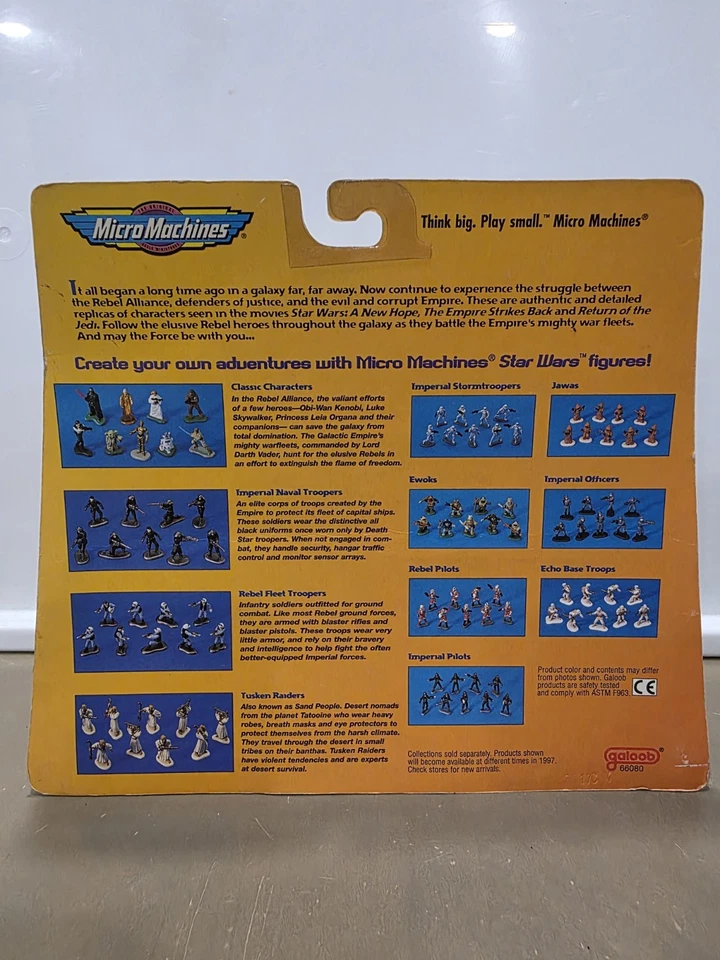 THE ORIGINAL
MicroMachines®
Think big. Play small.™ Micro Machines®
It all began a long time ago in a galaxy far, far away. Now continue to experience the struggle between
the Rebel Alliance, defenders of justice, and the evil and corrupt Empire. These are authentic and detailed
replicas of characters seen in the movies Star Wars: A New Hope, The Empire Strikes Back and Return of the
Jedi. Follow the elusive Rebel heroes throughout the galaxy as they battle the Empire's mighty war fleets.
And may the Force be with you...
Create your own adventures with Micro Machines® Star Wars™ figures!
Classic Characters
In the Rebel Alliance, the valiant efforts
of a few heroes—Obi-Wan Kenobi, Luke
Skywalker, Princess Leia Organa and their
companions— can save the galaxy from
total domination. The Galactic Empire's
mighty warfleets, commanded by Lord
Darth Vader, hunt for the elusive Rebels in
an effort to extinguish the flame of freedom.
Imperial Naval Troopers
An elite corps of troops created by the
Empire to protect its fleet of capital ships.
These soldiers wear the distinctive all
black uniforms once worn only by Death
Star troopers. When not engaged in com-
bat, they handle security, hangar traffic
control and monitor sensor arrays.
Rebel Fleet Troopers
Infantry soldiers outfitted for ground
combat. Like most Rebel ground forces,
they are armed with blaster rifles and
blaster pistols. These troops wear very
little armor, and rely on their bravery
and intelligence to help fight the often
better-equipped Imperial forces.
Tusken Raiders
Also known as Sand People. Desert nomads
from the planet Tatooine who wear heavy
robes, breath masks and eye protectors to
protect themselves from the harsh climate.
They travel through the desert in small
tribes on their banthas. Tusken Raiders
have violent tendencies and are experts
at desert survival.
Imperial Stormtroopers
Jawas
Ewoks
Imperial Officers
Rebel Pilots
Echo Base Troops
Imperial Pilots
Product color and contents may differ
from photos shown. Galoob
products are safety tested
and comply with ASTM F963.
CE
Collections sold separately. Products shown
will become available at different times in 1997.
Check stores for new arrivals.
galoob®
66080